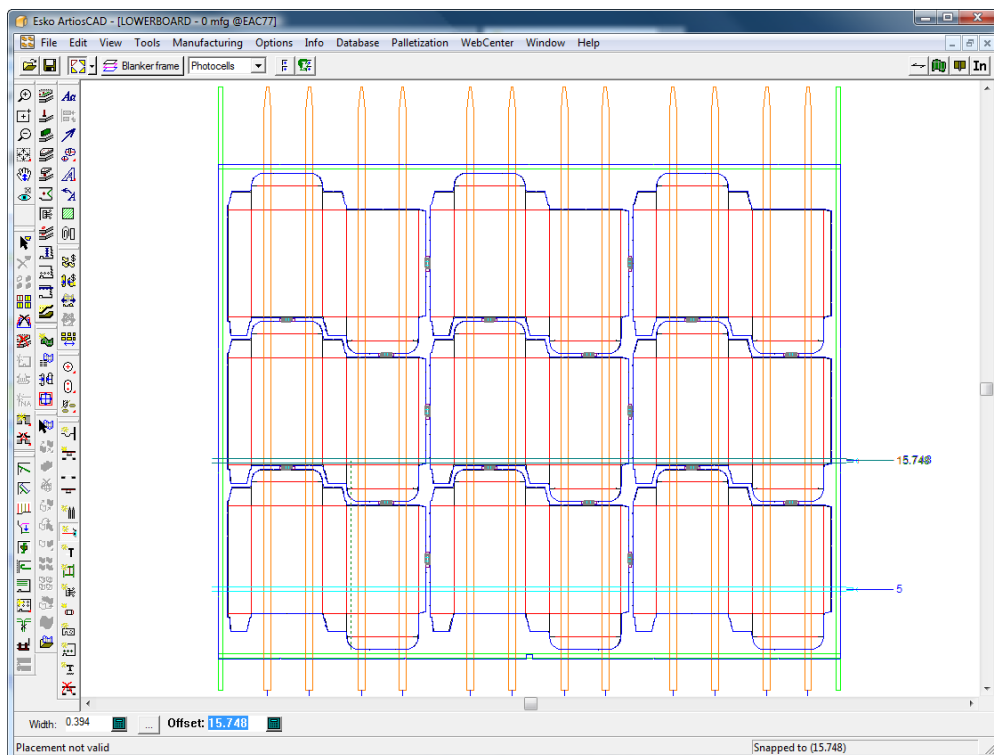 Esko ArtiosCAD - [LOWERBOARD - 0 mfg @EAC77]
File Edit View Tools Manufacturing Options Info Database Palletization WebCenter Window Help
Blanker frame Photocells In
Aa
A
15.748
T
NA
5
T
Width: 0.394 ... Offset: 15.748
Placement not valid Snapped to (15.748)